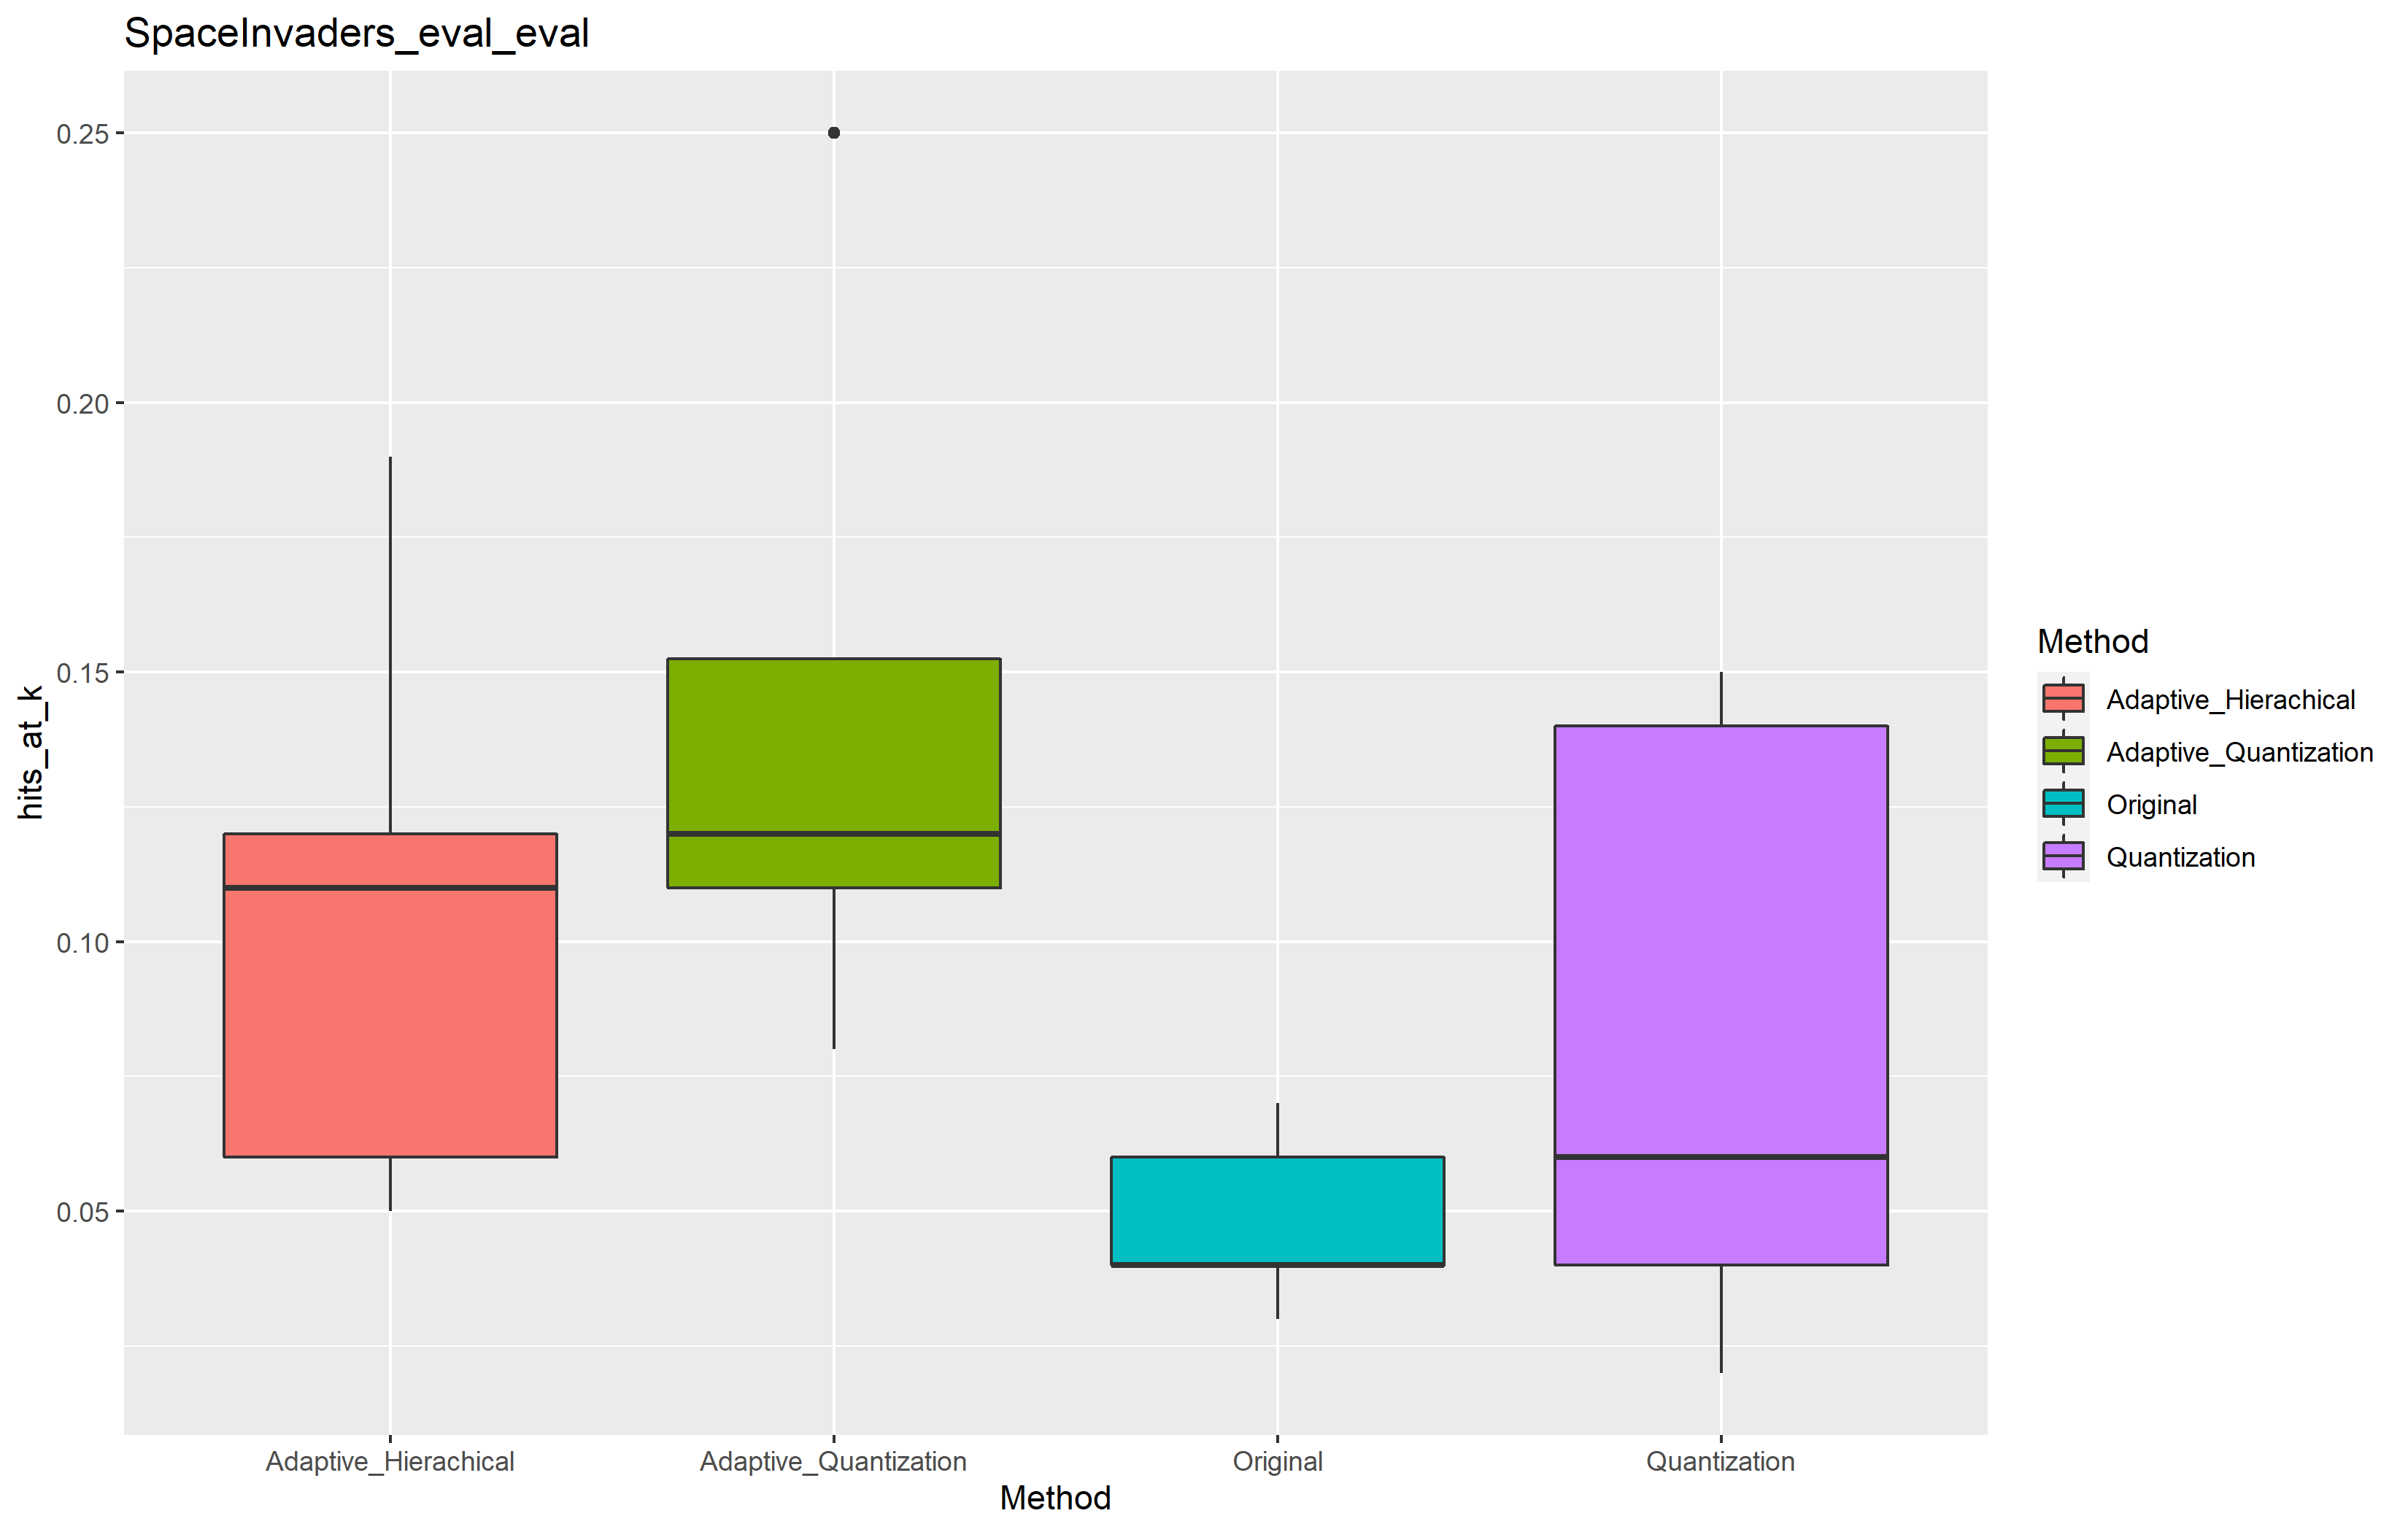 SpaceInvaders_eval_eval
hits_at_k
0.25
0.20
0.15
0.10
0.05
Adaptive_Hierachical
Adaptive_Quantization
Original
Quantization
Method
Method
Adaptive_Hierachical
Adaptive_Quantization
Original
Quantization